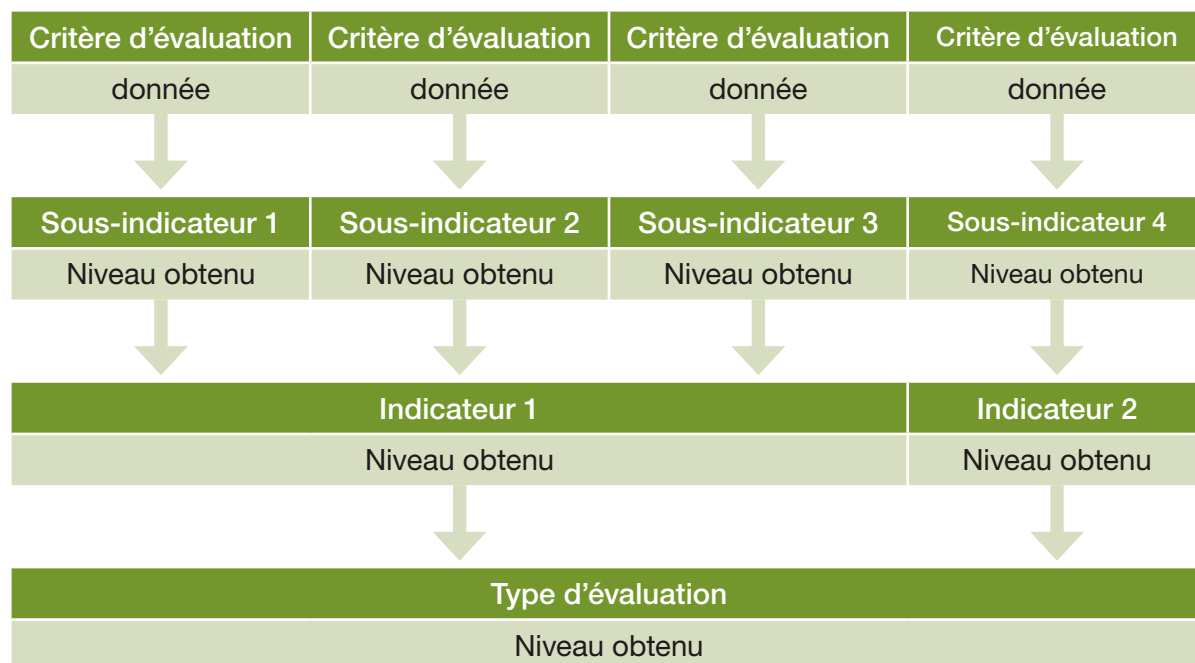 Critère d’évaluation Critère d’évaluation Critère d’évaluation Critère d’évaluation
donnée donnée donnée donnée
Sous-indicateur 1 Sous-indicateur 2 Sous-indicateur 3 Sous-indicateur 4
Niveau obtenu Niveau obtenu Niveau obtenu Niveau obtenu
Indicateur 1 Indicateur 2
Niveau obtenu Niveau obtenu
Type d’évaluation
Niveau obtenu